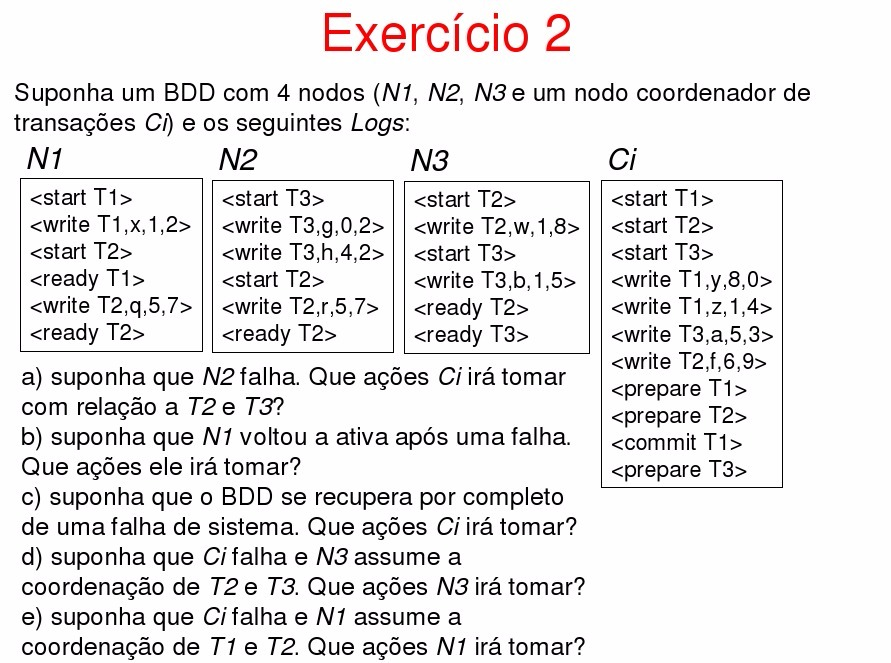 Exercício 2
Suponha um BDD com 4 nodos (N1, N2, N3 e um nodo coordenador de
transações Ci) e os seguintes Logs:
N1
<start T1>
<write T1,x,1,2>
<start T2>
<ready T1>
<write T2,q,5,7>
<ready T2>
N2
<start T3>
<write T3,g,0,2>
<write T3,h,4,2>
<start T2>
<write T2,r,5,7>
<ready T2>
N3
<start T2>
<write T2,w,1,8>
<start T3>
<write T3,b,1,5>
<ready T2>
<ready T3>
Ci
<start T1>
<start T2>
<start T3>
<write T1,y,8,0>
<write T1,z,1,4>
<write T3,a,5,3>
<write T2,f,6,9>
<prepare T1>
<prepare T2>
<commit T1>
<prepare T3>
a) suponha que N2 falha. Que ações Ci irá tomar
com relação a T2 e T3?
b) suponha que N1 voltou a ativa após uma falha.
Que ações ele irá tomar?
c) suponha que o BDD se recupera por completo
de uma falha de sistema. Que ações Ci irá tomar?
d) suponha que Ci falha e N3 assume a
coordenação de T2 e T3. Que ações N3 irá tomar?
e) suponha que Ci falha e N1 assume a
coordenação de T1 e T2. Que ações N1 irá tomar?